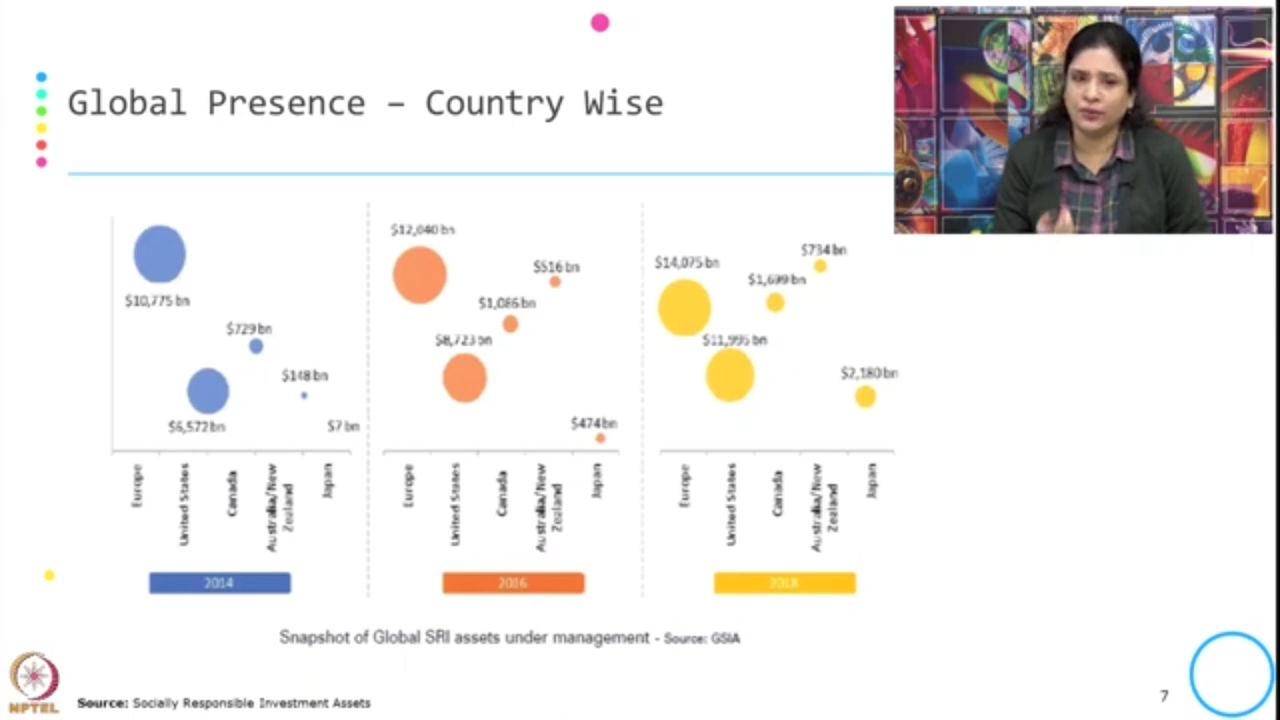 Global Presence – Country Wise
$10,775 bn
$6,572 bn
$729 bn
$148 bn
$7 bn
Europe
United States
Canada
Australia/New
Zealand
Japan
2014
$12,040 bn
$8,723 bn
$1,086 bn
$516 bn
$474 bn
Europe
United States
Canada
Australia/New
Zealand
Japan
2016
$14,075 bn
$11,995 bn
$1,699 bn
$734 bn
$2,180 bn
Europe
United States
Canada
Australia/New
Zealand
Japan
2018
Snapshot of Global SRI assets under management - Source: GSIA
NPTEL
Source: Socially Responsible Investment Assets
7